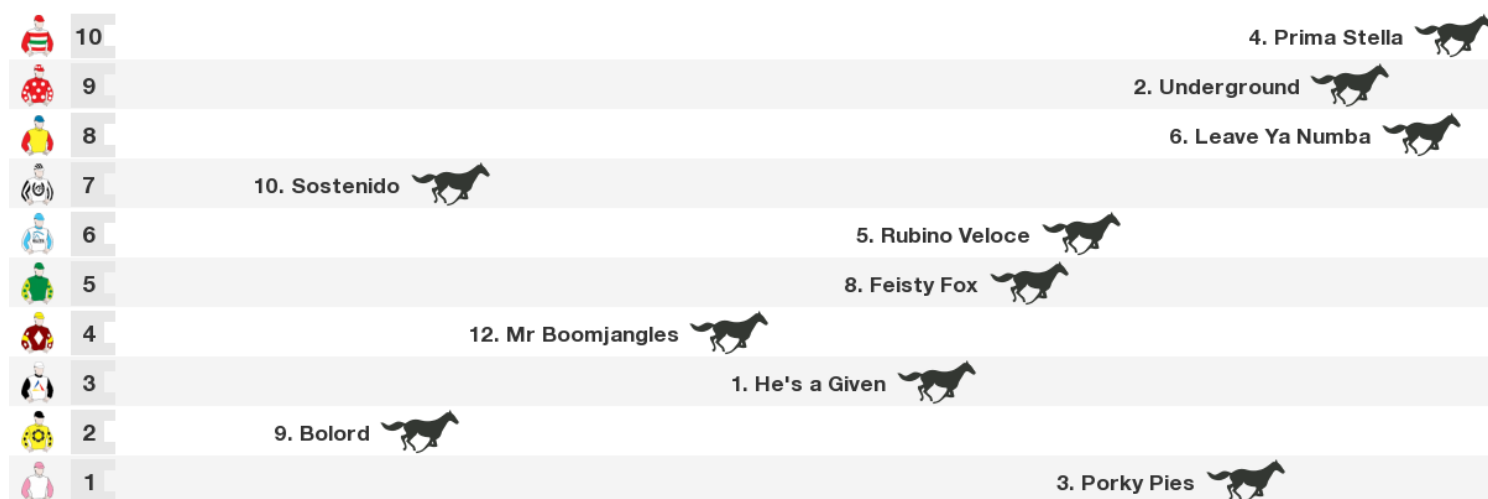 10 4. Prima Stella
9 2. Underground
8 6. Leave Ya Numba
7 10. Sostenido
6 5. Rubino Veloce
5 8. Feisty Fox
4 12. Mr Boomjangles
3 1. He's a Given
2 9. Bolord
1 3. Porky Pies